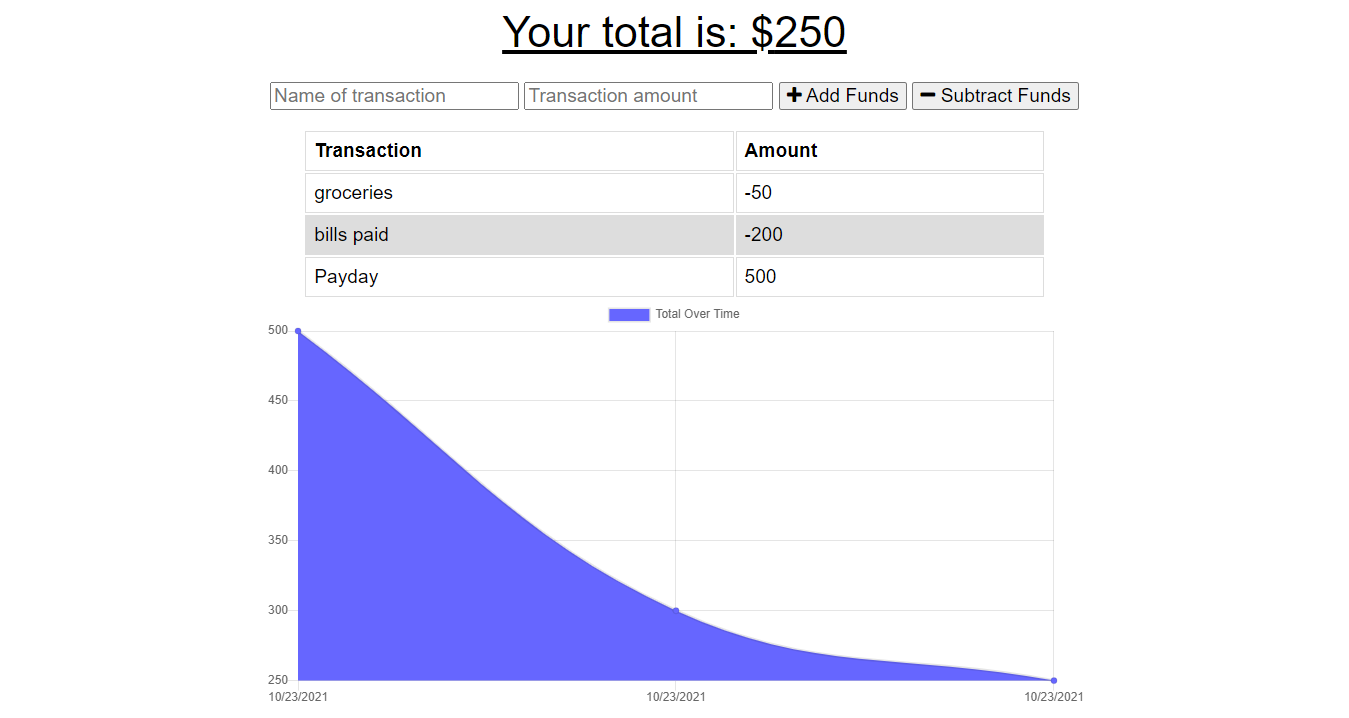 Your total is: $250
Name of transaction Transaction amount + Add Funds − Subtract Funds
Transaction Amount
groceries -50
bills paid -200
Payday 500
Total Over Time
500
450
400
350
300
250
10/23/2021 10/23/2021 10/23/2021